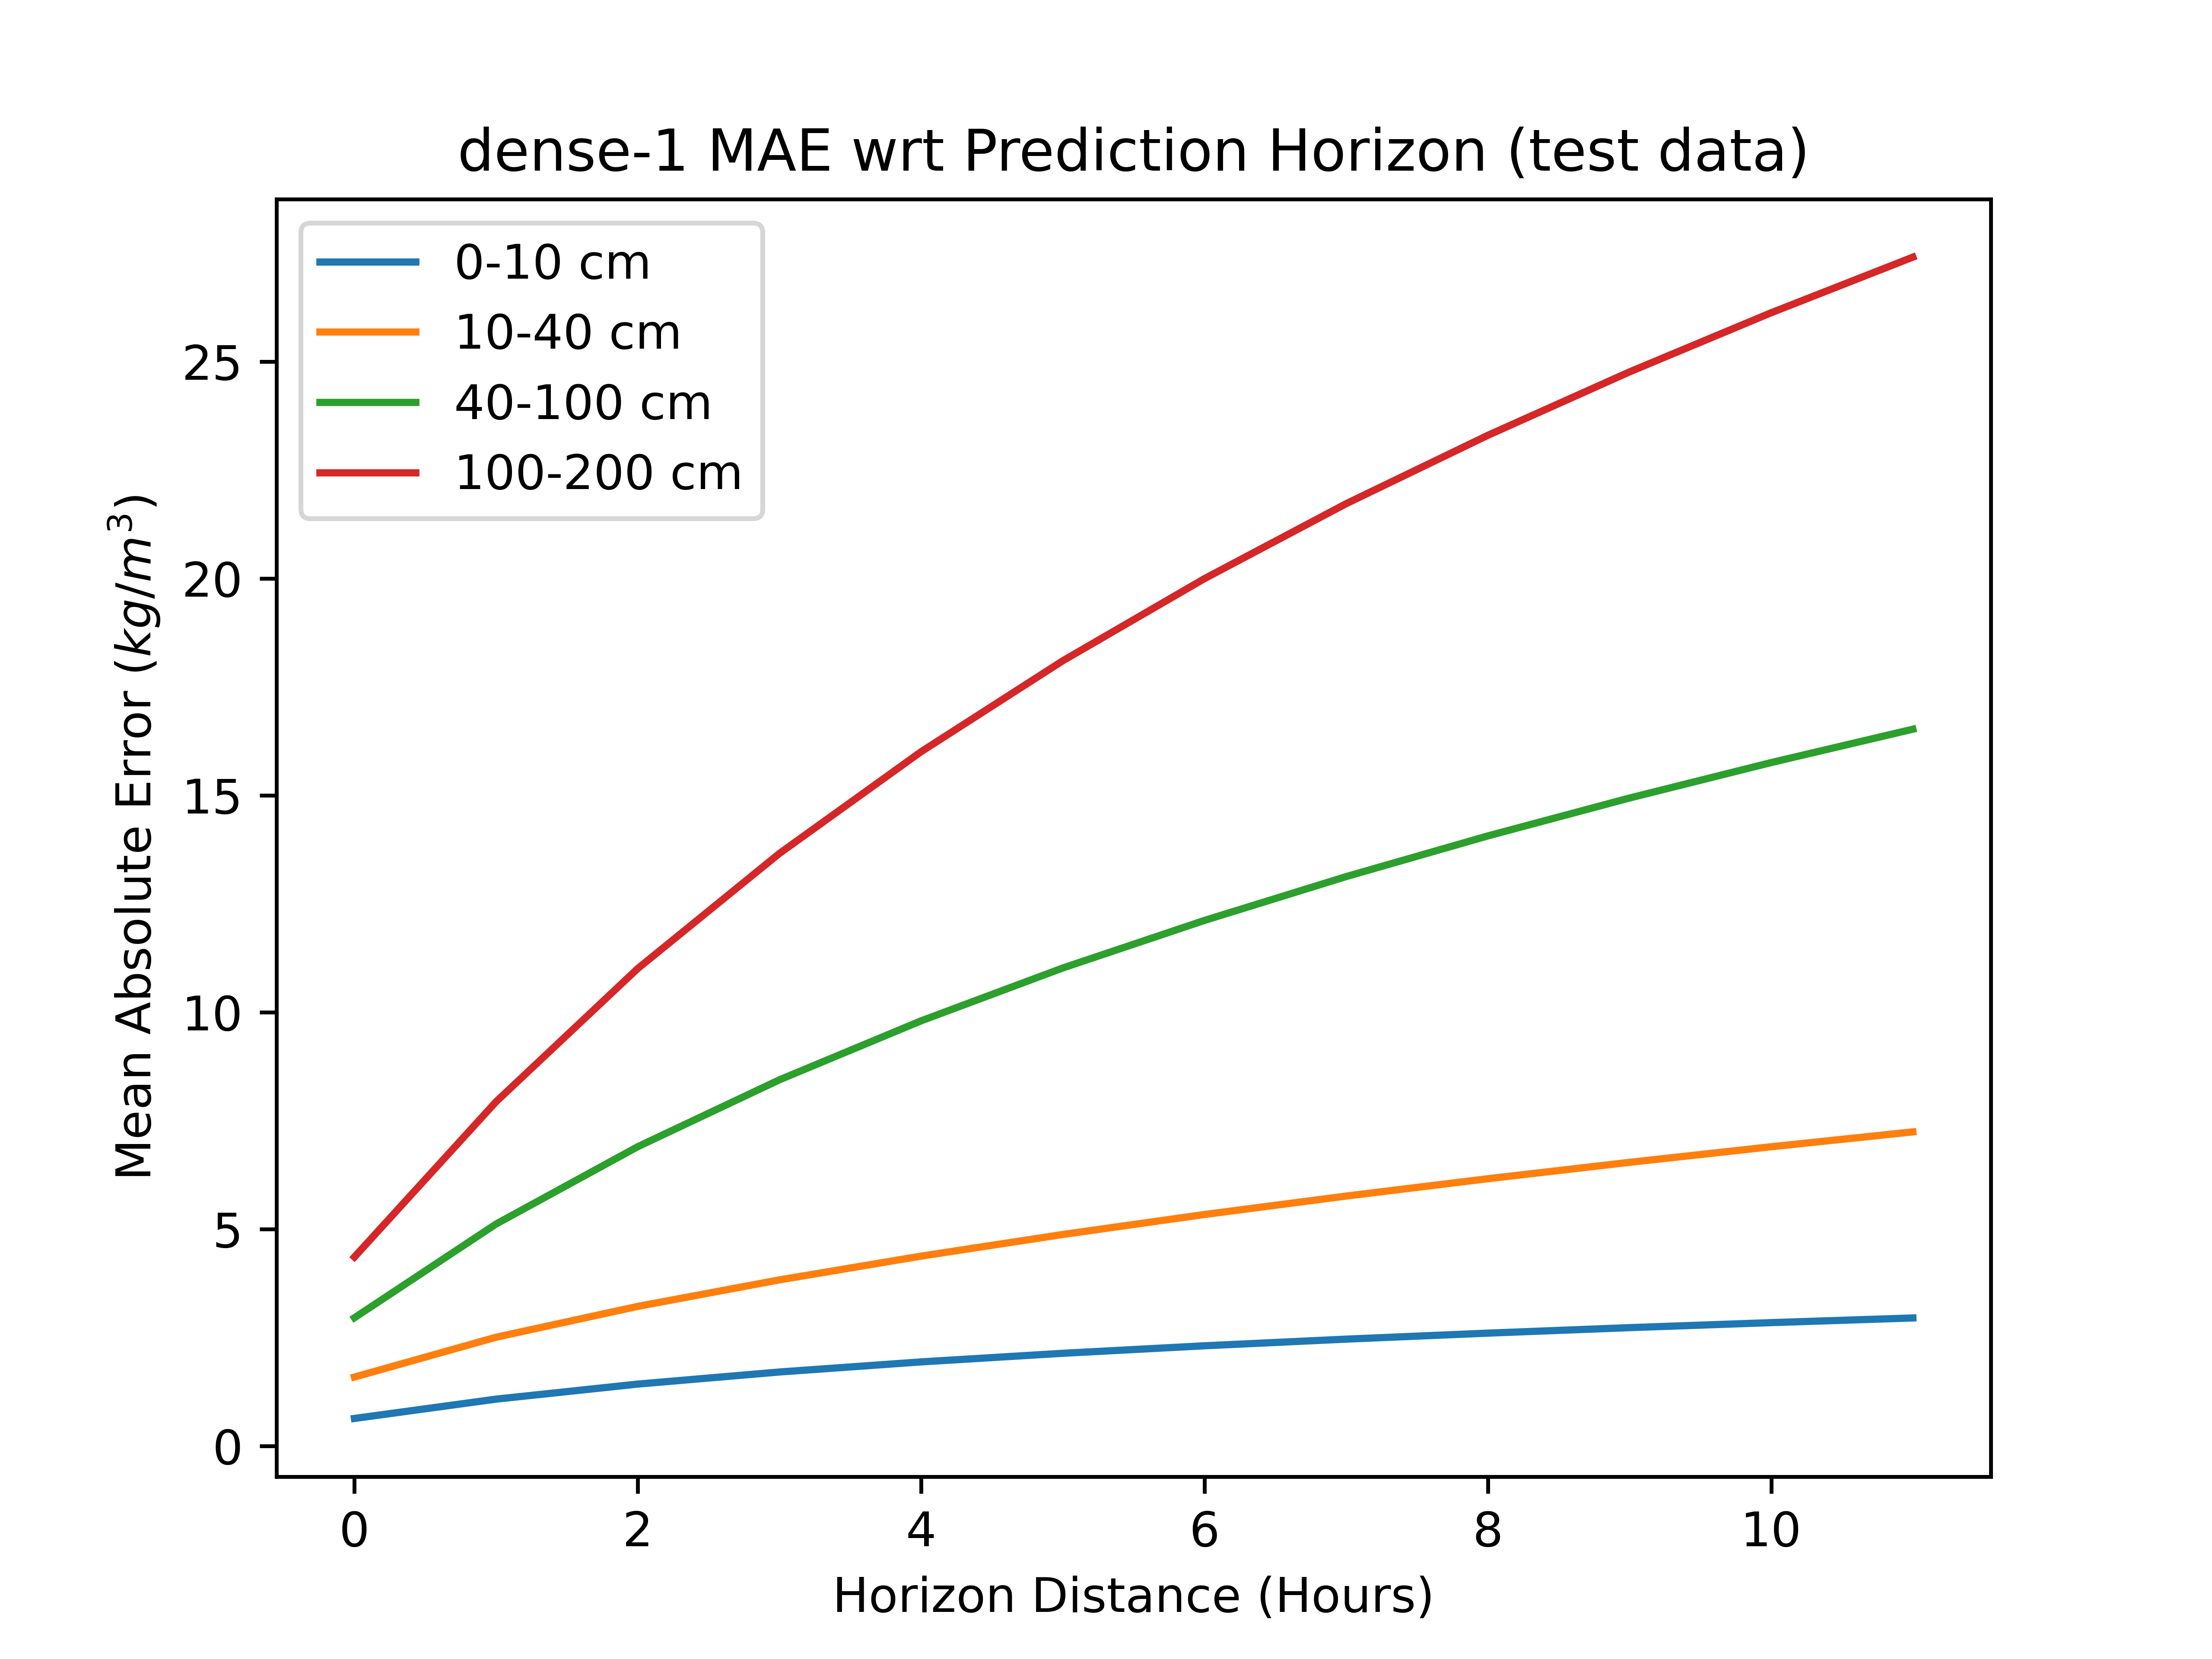 dense-1 MAE wrt Prediction Horizon (test data)
0-10 cm
10-40 cm
40-100 cm
100-200 cm
Mean Absolute Error (kg/m³)
25
20
15
10
5
0
0 2 4 6 8 10
Horizon Distance (Hours)